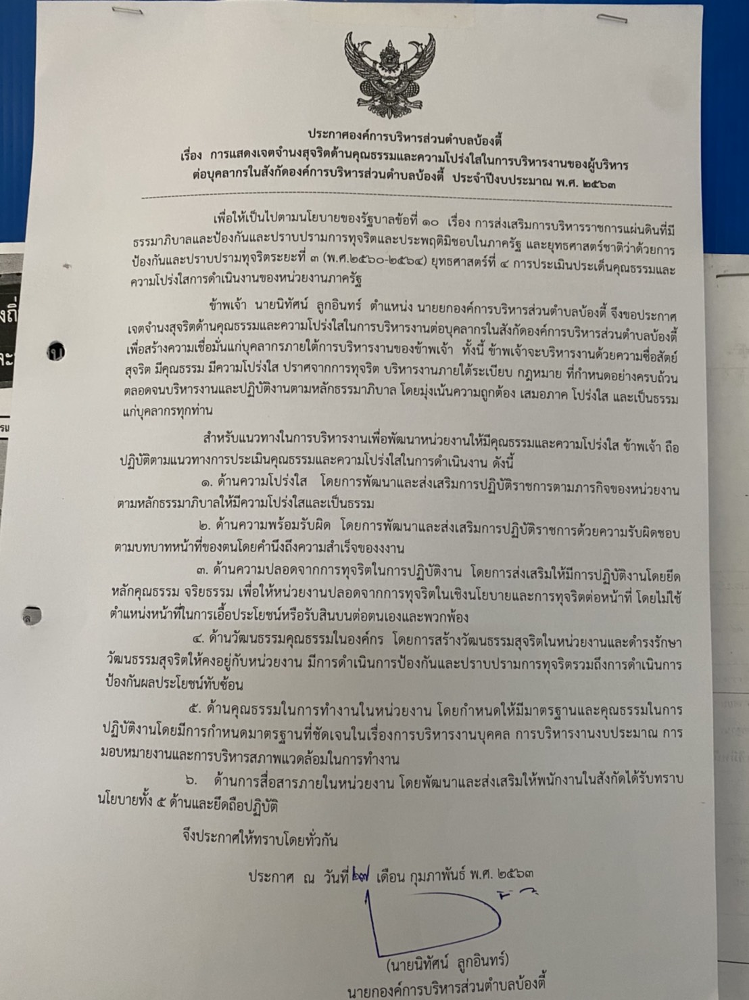 ประกาศองค์การบริหารส่วนตำบลบ้องตี้
เรื่อง การแสดงเจตจำนงสุจริตด้านคุณธรรมและความโปร่งใสในการบริหารงานของผู้บริหาร
ต่อบุคลากรในสังกัดองค์การบริหารส่วนตำบลบ้องตี้ ประจำปีงบประมาณ พ.ศ. ๒๕๖๓
เพื่อให้เป็นไปตามนโยบายของรัฐบาลข้อที่ ๑๐ เรื่อง การส่งเสริมการบริหารราชการแผ่นดินที่มี
ธรรมาภิบาลและป้องกันและปราบปรามการทุจริตและประพฤติมิชอบในภาครัฐ และยุทธศาสตร์ชาติว่าด้วยการ
ป้องกันและปราบปรามทุจริตระยะที่ ๓ (พ.ศ.๒๕๖๐-๒๕๖๔) ยุทธศาสตร์ที่ ๔ การประเมินประเด็นคุณธรรมและ
ความโปร่งใสการดำเนินงานของหน่วยงานภาครัฐ
ข้าพเจ้า นายนิทัศน์ ลูกอินทร์ ตำแหน่ง นายยกองค์การบริหารส่วนตำบลบ้องตี้ จึงขอประกาศ
เจตจำนงสุจริตด้านคุณธรรมและความโปร่งใสในการบริหารงานต่อบุคลากรในสังกัดองค์การบริหารส่วนตำบลบ้องตี้
เพื่อสร้างความเชื่อมั่นแก่บุคลากรภายใต้การบริหารงานของข้าพเจ้า ทั้งนี้ ข้าพเจ้าจะบริหารงานด้วยความซื่อสัตย์
สุจริต มีคุณธรรม มีความโปร่งใส ปราศจากการทุจริต บริหารงานภายใต้ระเบียบ กฎหมาย ที่กำหนดอย่างครบถ้วน
ตลอดจนบริหารงานและปฏิบัติงานตามหลักธรรมาภิบาล โดยมุ่งเน้นความถูกต้อง เสมอภาค โปร่งใส และเป็นธรรม
แก่บุคลากรทุกท่าน
สำหรับแนวทางในการบริหารงานเพื่อพัฒนาหน่วยงานให้มีคุณธรรมและความโปร่งใส ข้าพเจ้า ถือ
ปฏิบัติตามแนวทางการประเมินคุณธรรมและความโปร่งใสในการดำเนินงาน ดังนี้
๑. ด้านความโปร่งใส โดยการพัฒนาและส่งเสริมการปฏิบัติราชการตามภารกิจของหน่วยงาน
ตามหลักธรรมาภิบาลให้มีความโปร่งใสและเป็นธรรม
๒. ด้านความพร้อมรับผิด โดยการพัฒนาและส่งเสริมการปฏิบัติราชการด้วยความรับผิดชอบ
ตามบทบาทหน้าที่ของตนโดยคำนึงถึงความสำเร็จของงงาน
๓. ด้านความปลอดจากการทุจริตในการปฏิบัติงาน โดยการส่งเสริมให้มีการปฏิบัติงานโดยยึด
หลักคุณธรรม จริยธรรม เพื่อให้หน่วยงานปลอดจากการทุจริตในเชิงนโยบายและการทุจริตต่อหน้าที่ โดยไม่ใช้
ตำแหน่งหน้าที่ในการเอื้อประโยชน์หรือรับสินบนต่อตนเองและพวกพ้อง
๔. ด้านวัฒนธรรมคุณธรรมในองค์กร โดยการสร้างวัฒนธรรมสุจริตในหน่วยงานและดำรงรักษา
วัฒนธรรมสุจริตให้คงอยู่กับหน่วยงาน มีการดำเนินการป้องกันและปราบปรามการทุจริตรวมถึงการดำเนินการ
ป้องกันผลประโยชน์ทับซ้อน
๕. ด้านคุณธรรมในการทำงานในหน่วยงาน โดยกำหนดให้มีมาตรฐานและคุณธรรมในการ
ปฏิบัติงานโดยมีการกำหนดมาตรฐานที่ชัดเจนในเรื่องการบริหารงานบุคคล การบริหารงานงบประมาณ การ
มอบหมายงานและการบริหารสภาพแวดล้อมในการทำงาน
๖. ด้านการสื่อสารภายในหน่วยงาน โดยพัฒนาและส่งเสริมให้พนักงานในสังกัดได้รับทราบ
นโยบายทั้ง ๕ ด้านและยึดถือปฏิบัติ
จึงประกาศให้ทราบโดยทั่วกัน
ประกาศ ณ วันที่ ๒๗ เดือน กุมภาพันธ์ พ.ศ. ๒๕๖๓
(นายนิทัศน์ ลูกอินทร์)
นายกองค์การบริหารส่วนตำบลบ้องตี้